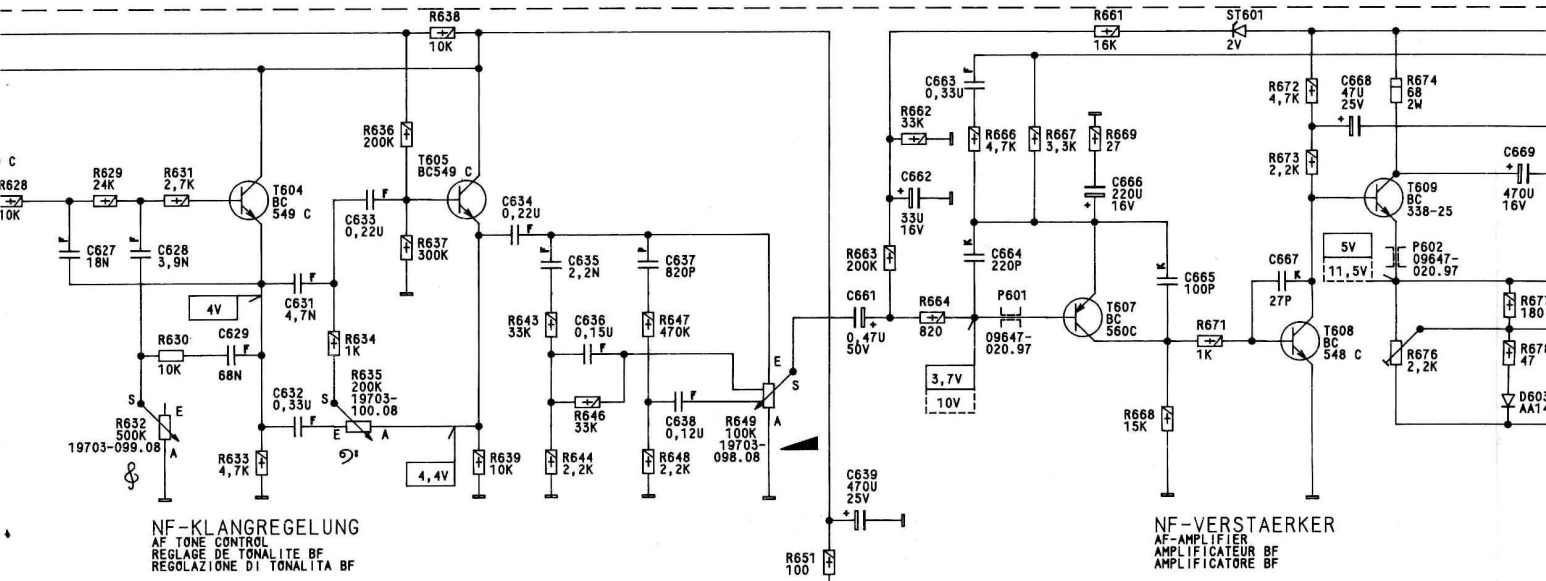 R638
10K
R661
16K
ST601
2V
C663
0,33U
R672
4,7K
C668
47U
25V
R674
68
2W
R662
33K
R636
200K
R666
4,7K
R667
3,3K
R669
27
C
R628
10K
R629
24K
R631
2,7K
T605
BC549 C
R673
2,2K
C669
470U
16V
T604
BC
549 C
C633
0,22U
C634
0,22U
C662
33U
16V
C666
220U
16V
T609
BC
338-25
C627
18N
C628
3,9N
R637
300K
C635
2,2N
C637
820P
R663
200K
C664
220P
C665
100P
C667
27P
5V
11,5V
P602
09647-
020.97
4V
C631
4,7N
C661
0,47U
50V
R664
820
P601
09647-
020.97
T607
BC
560C
R671
1K
T608
BC
548 C
R677
180
R643
33K
C636
0,15U
R647
470K
R630
10K
C629
68N
R634
1K
R676
2,2K
R678
47
R635
200K
19703-
100.08
C632
0,33U
3,7V
10V
E
S
A
S
E
A
S
E
A
R632
500K
19703-099.08
R646
33K
C638
0,12U
R649
100K
19703-
098.08
R668
15K
D603
AA14
R633
4,7K
4,4V
R639
10K
R644
2,2K
R648
2,2K
C639
470U
25V
R651
100
NF-KLANGREGELUNG
AF TONE CONTROL
REGLAGE DE TONALITE BF
REGOLAZIONE DI TONALITA BF
NF-VERSTAERKER
AF-AMPLIFIER
AMPLIFICATEUR BF
AMPLIFICATORE BF